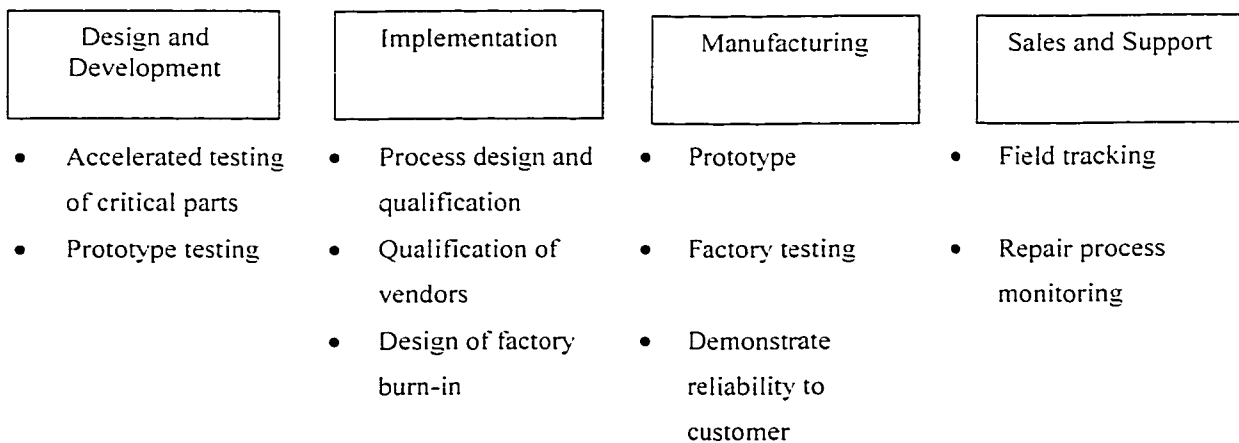 Design and
Development
Implementation
Manufacturing
Sales and Support
• Accelerated testing
of critical parts
• Prototype testing
• Process design and
qualification
• Qualification of
vendors
• Design of factory
burn-in
• Prototype
• Factory testing
• Demonstrate
reliability to
customer
• Field tracking
• Repair process
monitoring